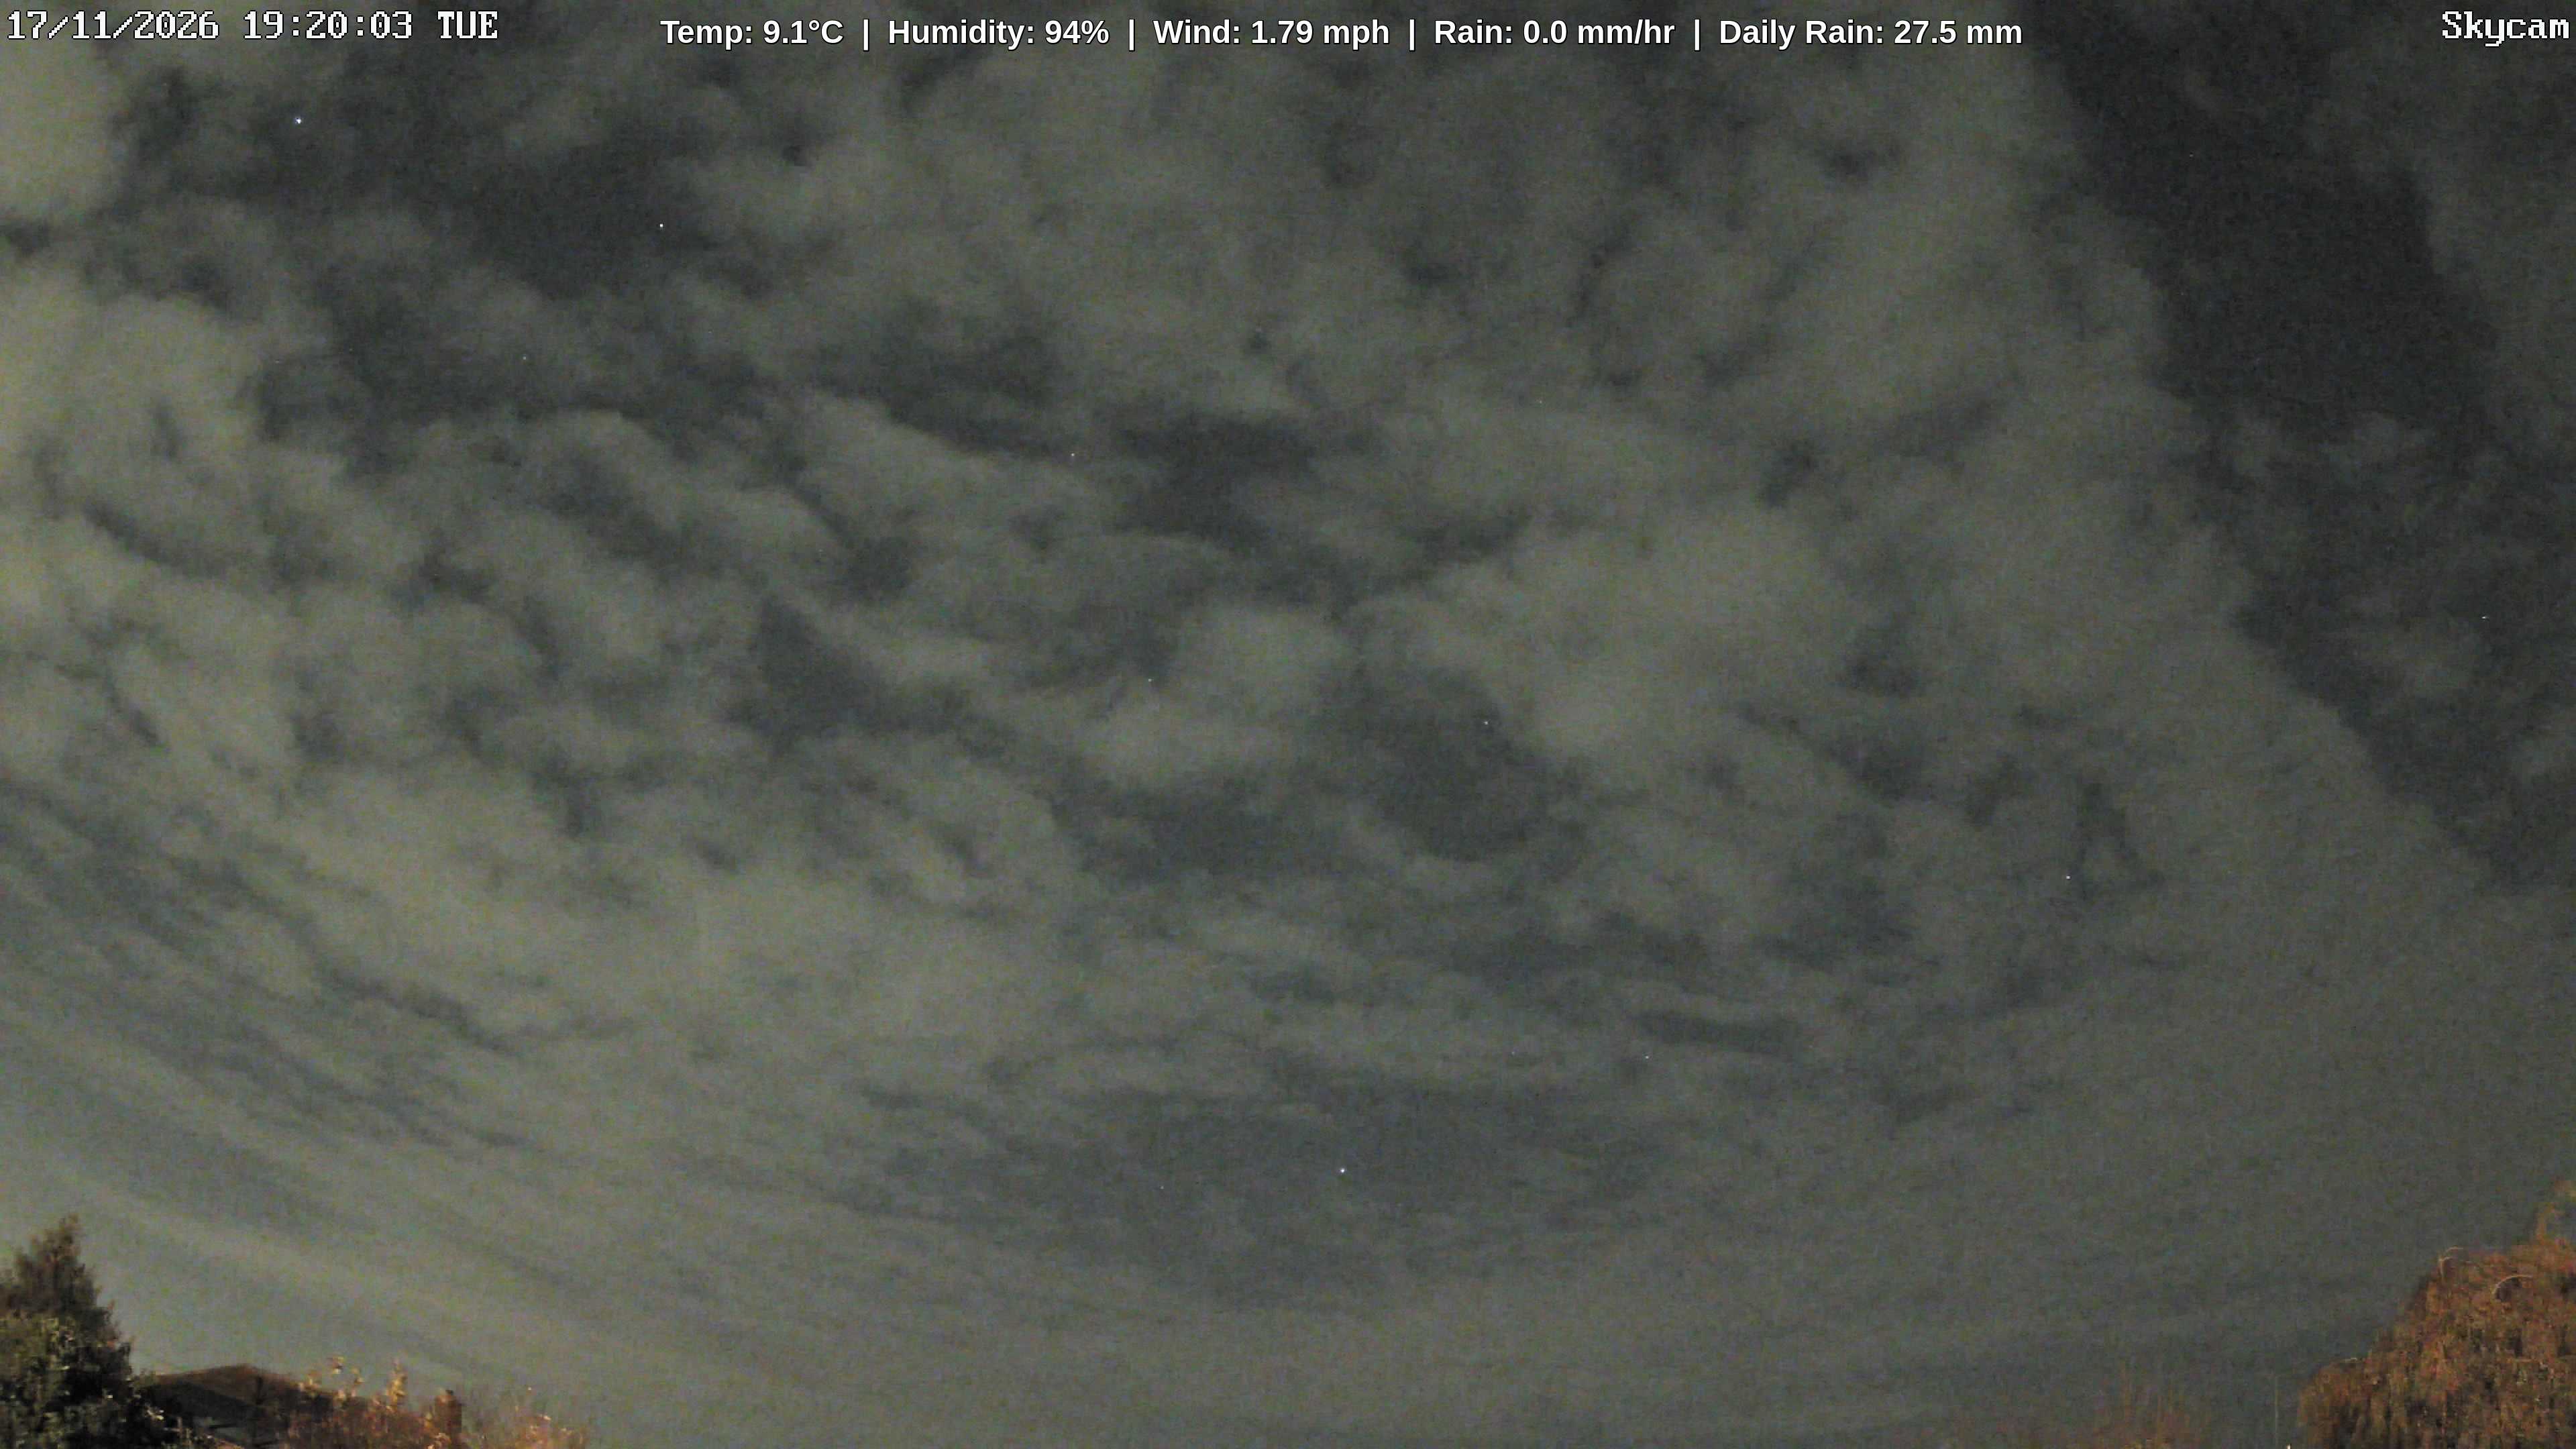 17/11/2026 19:20:03 TUE
Temp: 9.1°C | Humidity: 94% | Wind: 1.79 mph | Rain: 0.0 mm/hr | Daily Rain: 27.5 mm
Skycam